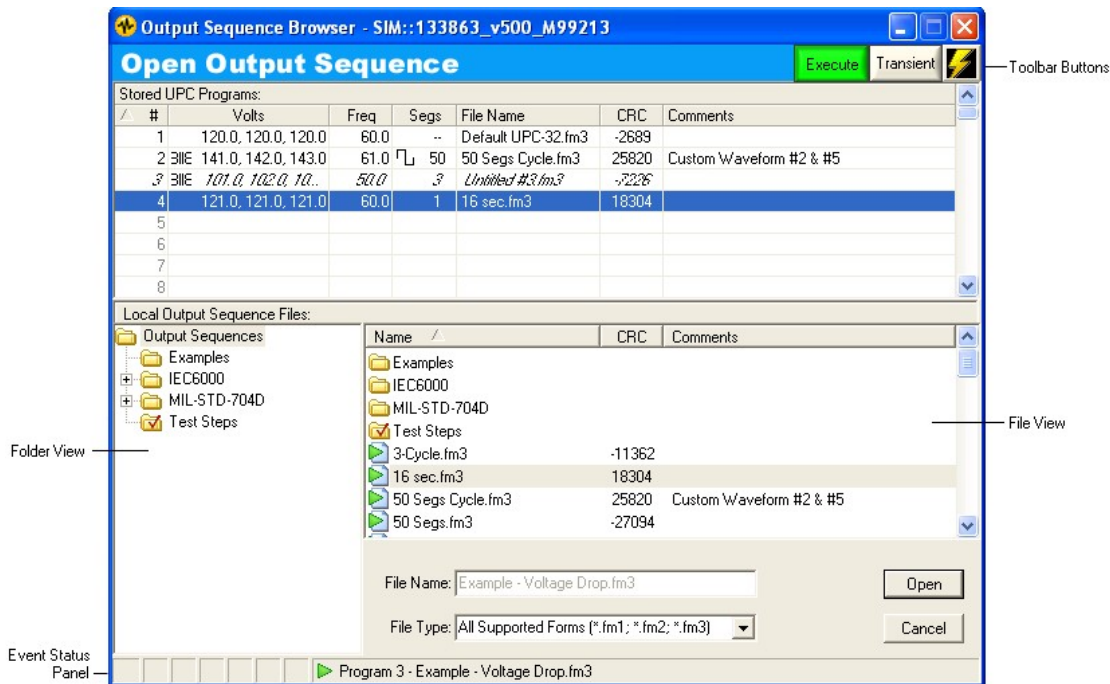 Output Sequence Browser - SIM::133863_v500_M99213
Open Output Sequence
Execute Transient
Toolbar Buttons
Stored UPC Programs:
# Volts Freq Segs File Name CRC Comments
1 120.0, 120.0, 120.0 60.0 -- Default UPC-32.fm3 -2689
2 141.0, 142.0, 143.0 61.0 50 50 Segs Cycle.fm3 25820 Custom Waveform #2 & #5
3 101.0, 102.0, 10... 50.0 3 Untitled #3.fm3 -7226
4 121.0, 121.0, 121.0 60.0 1 16 sec.fm3 18304
5
6
7
8
Local Output Sequence Files:
Output Sequences
Examples
IEC6000
MIL-STD-704D
Test Steps
Folder View
Name CRC Comments
Examples
IEC6000
MIL-STD-704D
Test Steps
3-Cycle.fm3 -11362
16 sec.fm3 18304
50 Segs Cycle.fm3 25820 Custom Waveform #2 & #5
50 Segs.fm3 -27094
File View
File Name: Example - Voltage Drop.fm3
Open
File Type: All Supported Forms (*.fm1; *.fm2; *.fm3)
Cancel
Event Status
Panel
Program 3 - Example - Voltage Drop.fm3